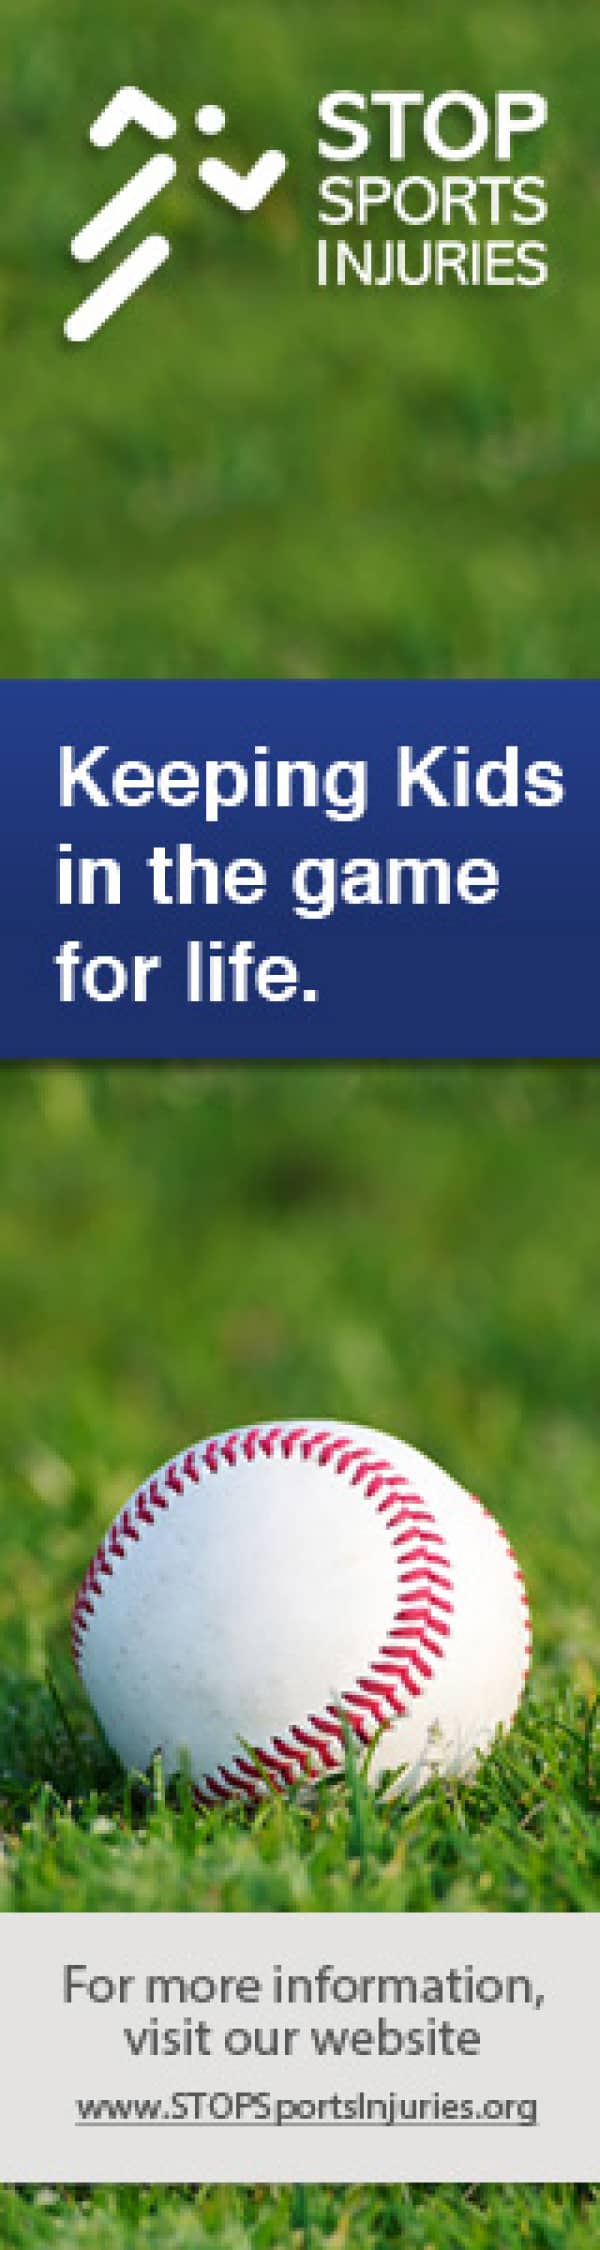 STOP
SPORTS
INJURIES
Keeping Kids
in the game
for life.
For more information,
visit our website
www.STOPSportsInjuries.org